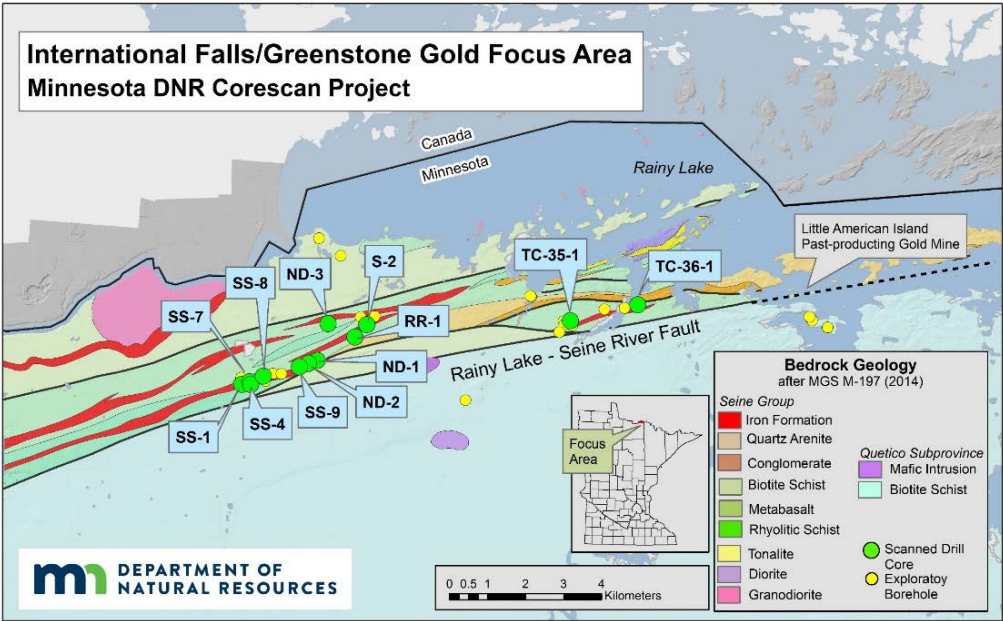 International Falls/Greenstone Gold Focus Area
Minnesota DNR Corescan Project
Canada
Minnesota
Rainy Lake
Little American Island
Past-producting Gold Mine
TC-35-1
TC-36-1
S-2
ND-3
SS-8
SS-7
RR-1
ND-1
ND-2
SS-9
SS-4
SS-1
Rainy Lake - Seine River Fault
Focus
Area
Bedrock Geology
after MGS M-197 (2014)
Seine Group
Iron Formation
Quartz Arenite
Conglomerate
Biotite Schist
Metabasalt
Rhyolitic Schist
Tonalite
Diorite
Granodiorite
Quetico Subprovince
Mafic Intrusion
Biotite Schist
Scanned Drill
Core
Exploratoy
Borehole
mn DEPARTMENT OF
NATURAL RESOURCES
0 0.5 1 2 3 4
Kilometers